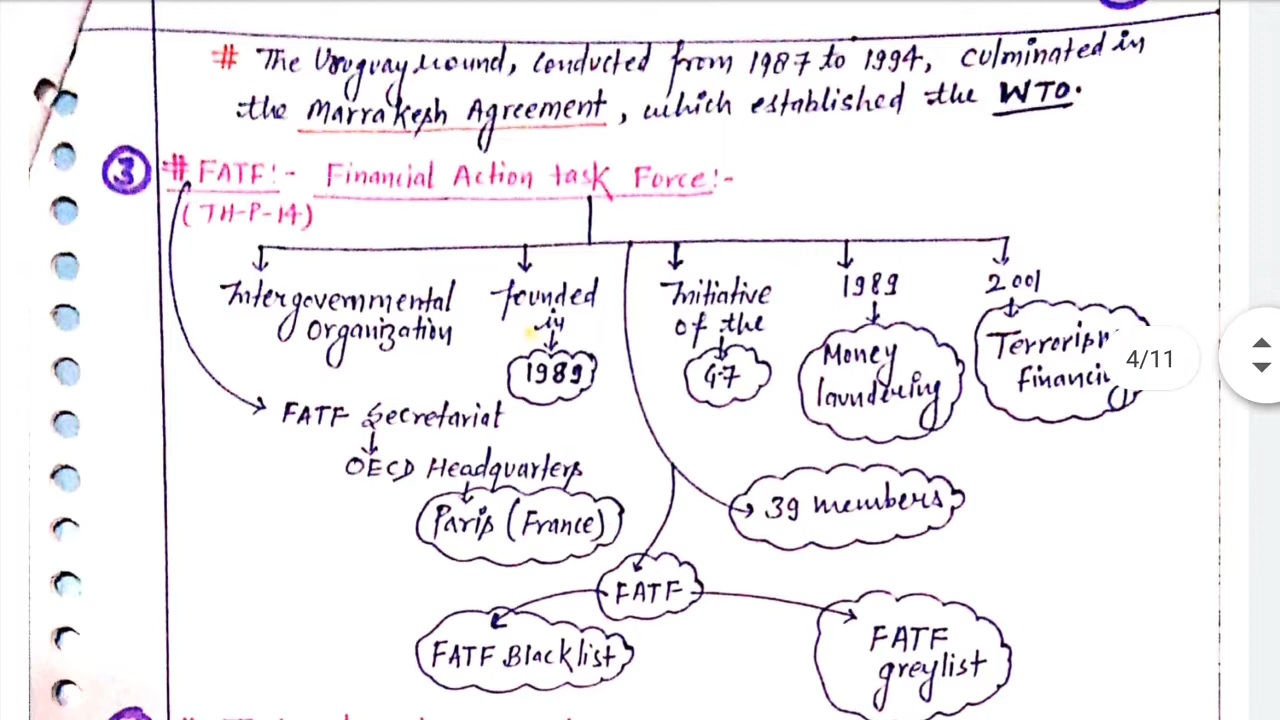 # The Uruguay round, conducted from 1987 to 1994, culminated in
the Marrakesh Agreement, which established the WTO.
3 # FATF:- Financial Action task Force:-
(TH-P-14)
Intergovernmental
Organization
founded
in
1989
Initiative
of the
G-7
1989
Money
laundering
2001
Terrorism
4/11
FATF Secretariat
OECD Headquarters
Paris (France)
39 members
FATF
FATF Blacklist
FATF
greylist